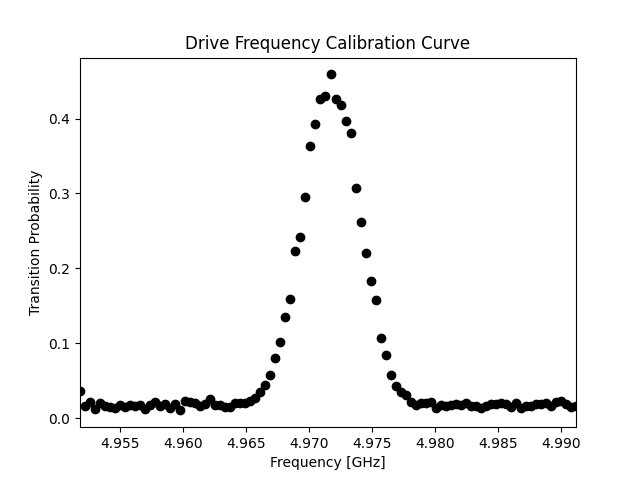 Drive Frequency Calibration Curve
Transition Probability
0.4
0.3
0.2
0.1
0.0
4.955 4.960 4.965 4.970 4.975 4.980 4.985 4.990
Frequency [GHz]